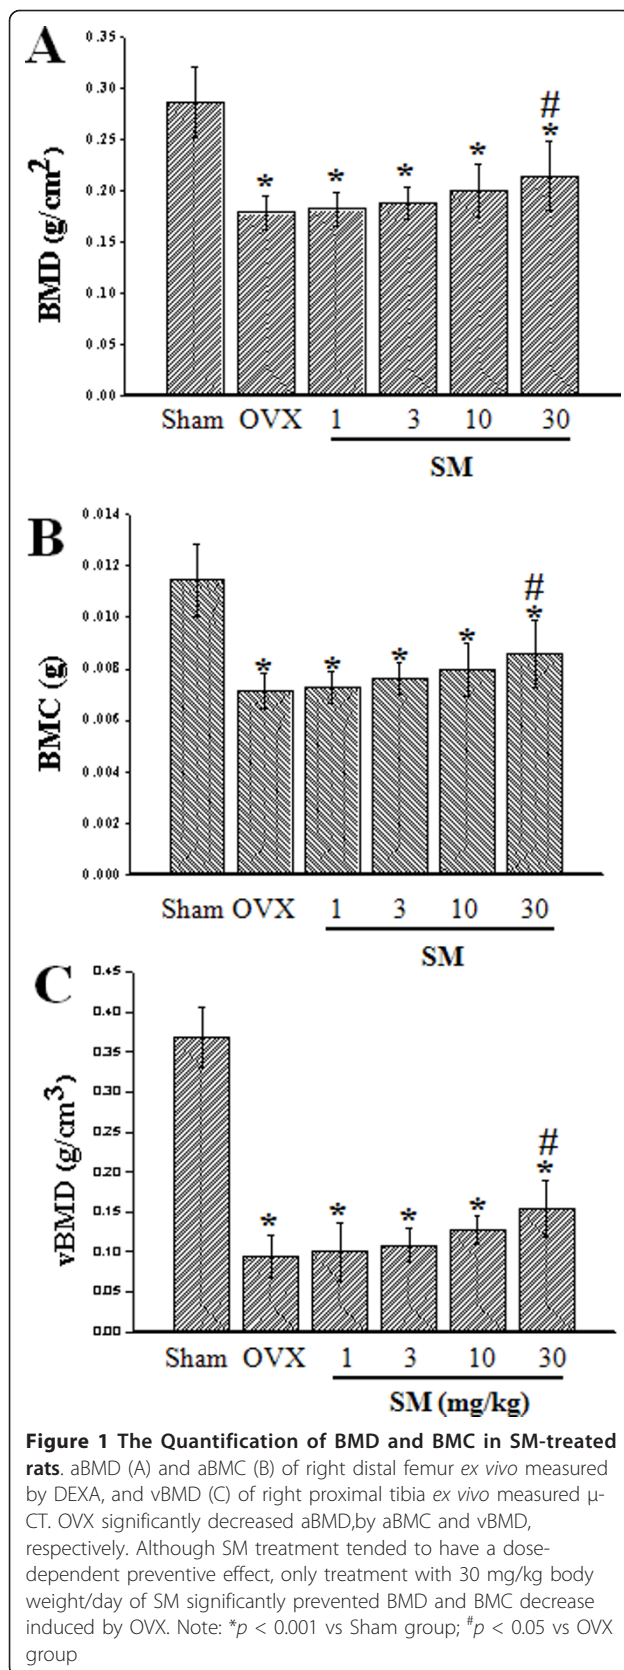 A
0.35
0.30
0.25
0.20
0.15
0.10
0.05
0.00
BMD (g/cm²)
* * * * * #
Sham OVX 1 3 10 30
SM
B
0.014
0.012
0.010
0.008
0.006
0.004
0.002
0.000
BMC (g)
* * * * * #
Sham OVX 1 3 10 30
SM
C
0.45
0.40
0.35
0.30
0.25
0.20
0.15
0.10
0.05
0.00
vBMD (g/cm³)
* * * * * #
Sham OVX 1 3 10 30
SM (mg/kg)
Figure 1 The Quantification of BMD and BMC in SM-treated
rats. aBMD (A) and aBMC (B) of right distal femur ex vivo measured
by DEXA, and vBMD (C) of right proximal tibia ex vivo measured μ-
CT. OVX significantly decreased aBMD,by aBMC and vBMD,
respectively. Although SM treatment tended to have a dose-
dependent preventive effect, only treatment with 30 mg/kg body
weight/day of SM significantly prevented BMD and BMC decrease
induced by OVX. Note: *p < 0.001 vs Sham group; #p < 0.05 vs OVX
group